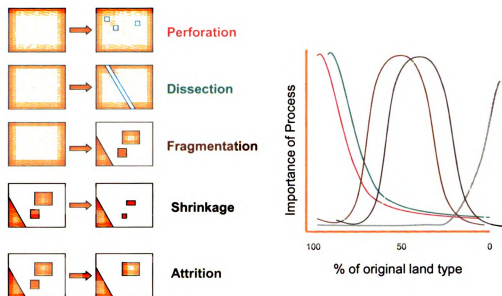 Perforation
Dissection
Fragmentation
Shrinkage
Attrition
Importance of Process
100
50
0
% of original land type